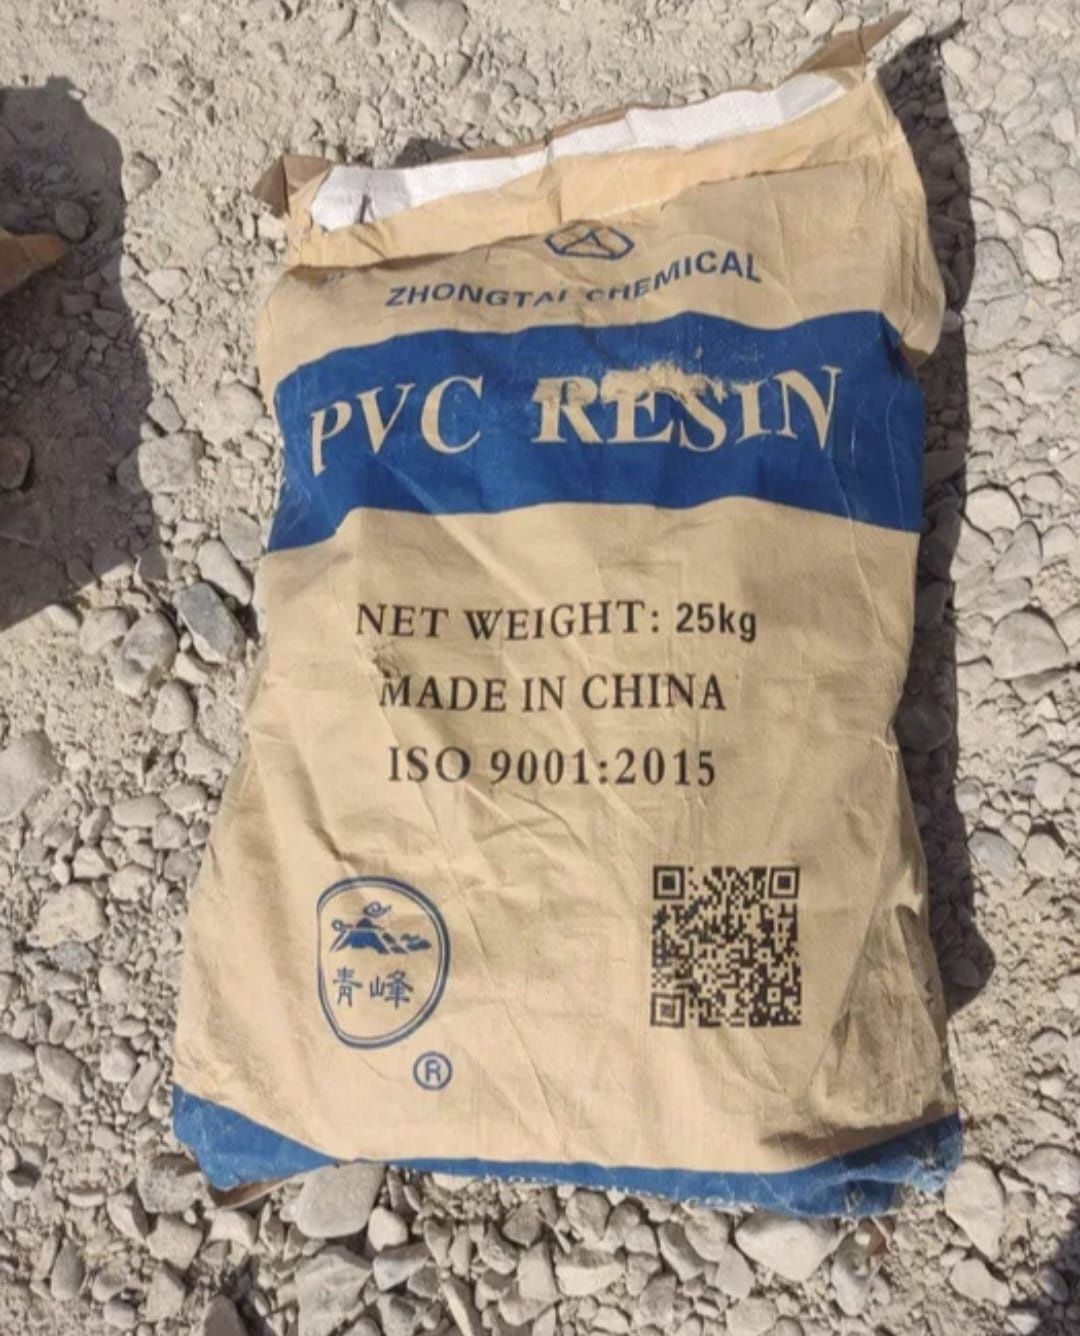 ZHONGTAI CHEMICAL
PVC RESIN
NET WEIGHT: 25kg
MADE IN CHINA
ISO 9001:2015
青峰
®